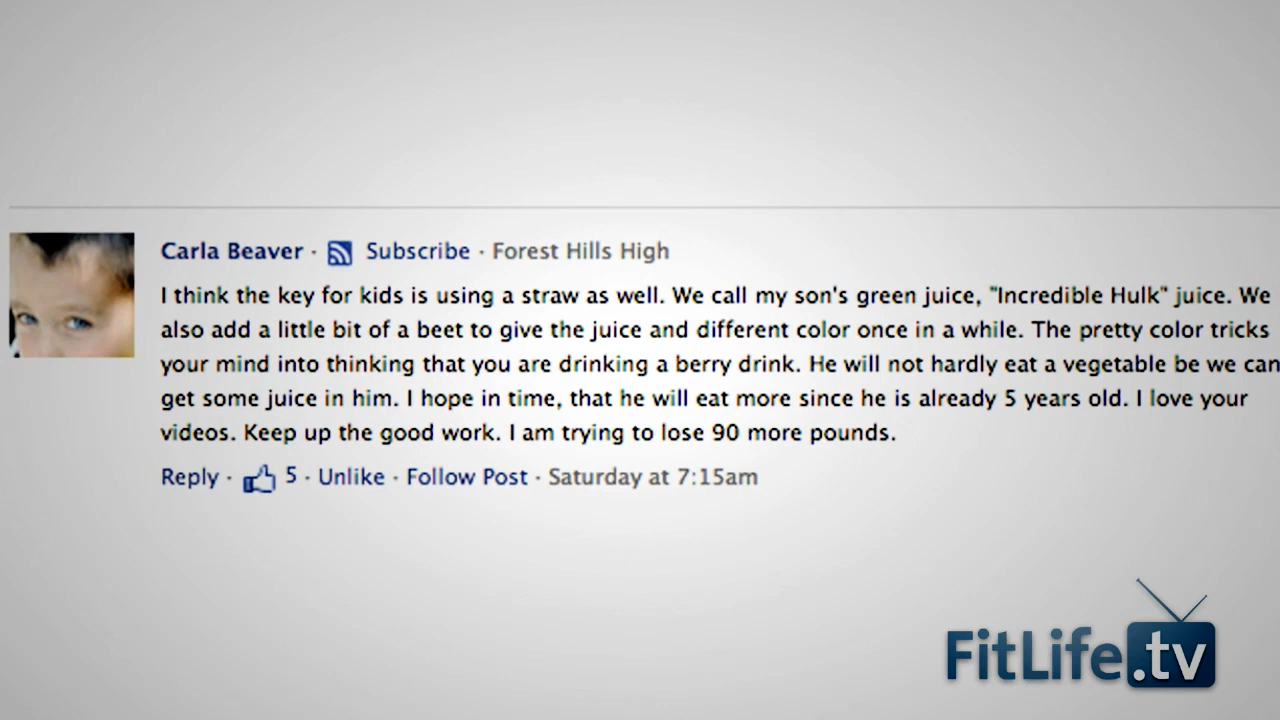 Carla Beaver · Subscribe · Forest Hills High
I think the key for kids is using a straw as well. We call my son's green juice, "Incredible Hulk" juice. We
also add a little bit of a beet to give the juice and different color once in a while. The pretty color tricks
your mind into thinking that you are drinking a berry drink. He will not hardly eat a vegetable be we can
get some juice in him. I hope in time, that he will eat more since he is already 5 years old. I love your
videos. Keep up the good work. I am trying to lose 90 more pounds.
Reply · 5 · Unlike · Follow Post · Saturday at 7:15am
FitLife.tv